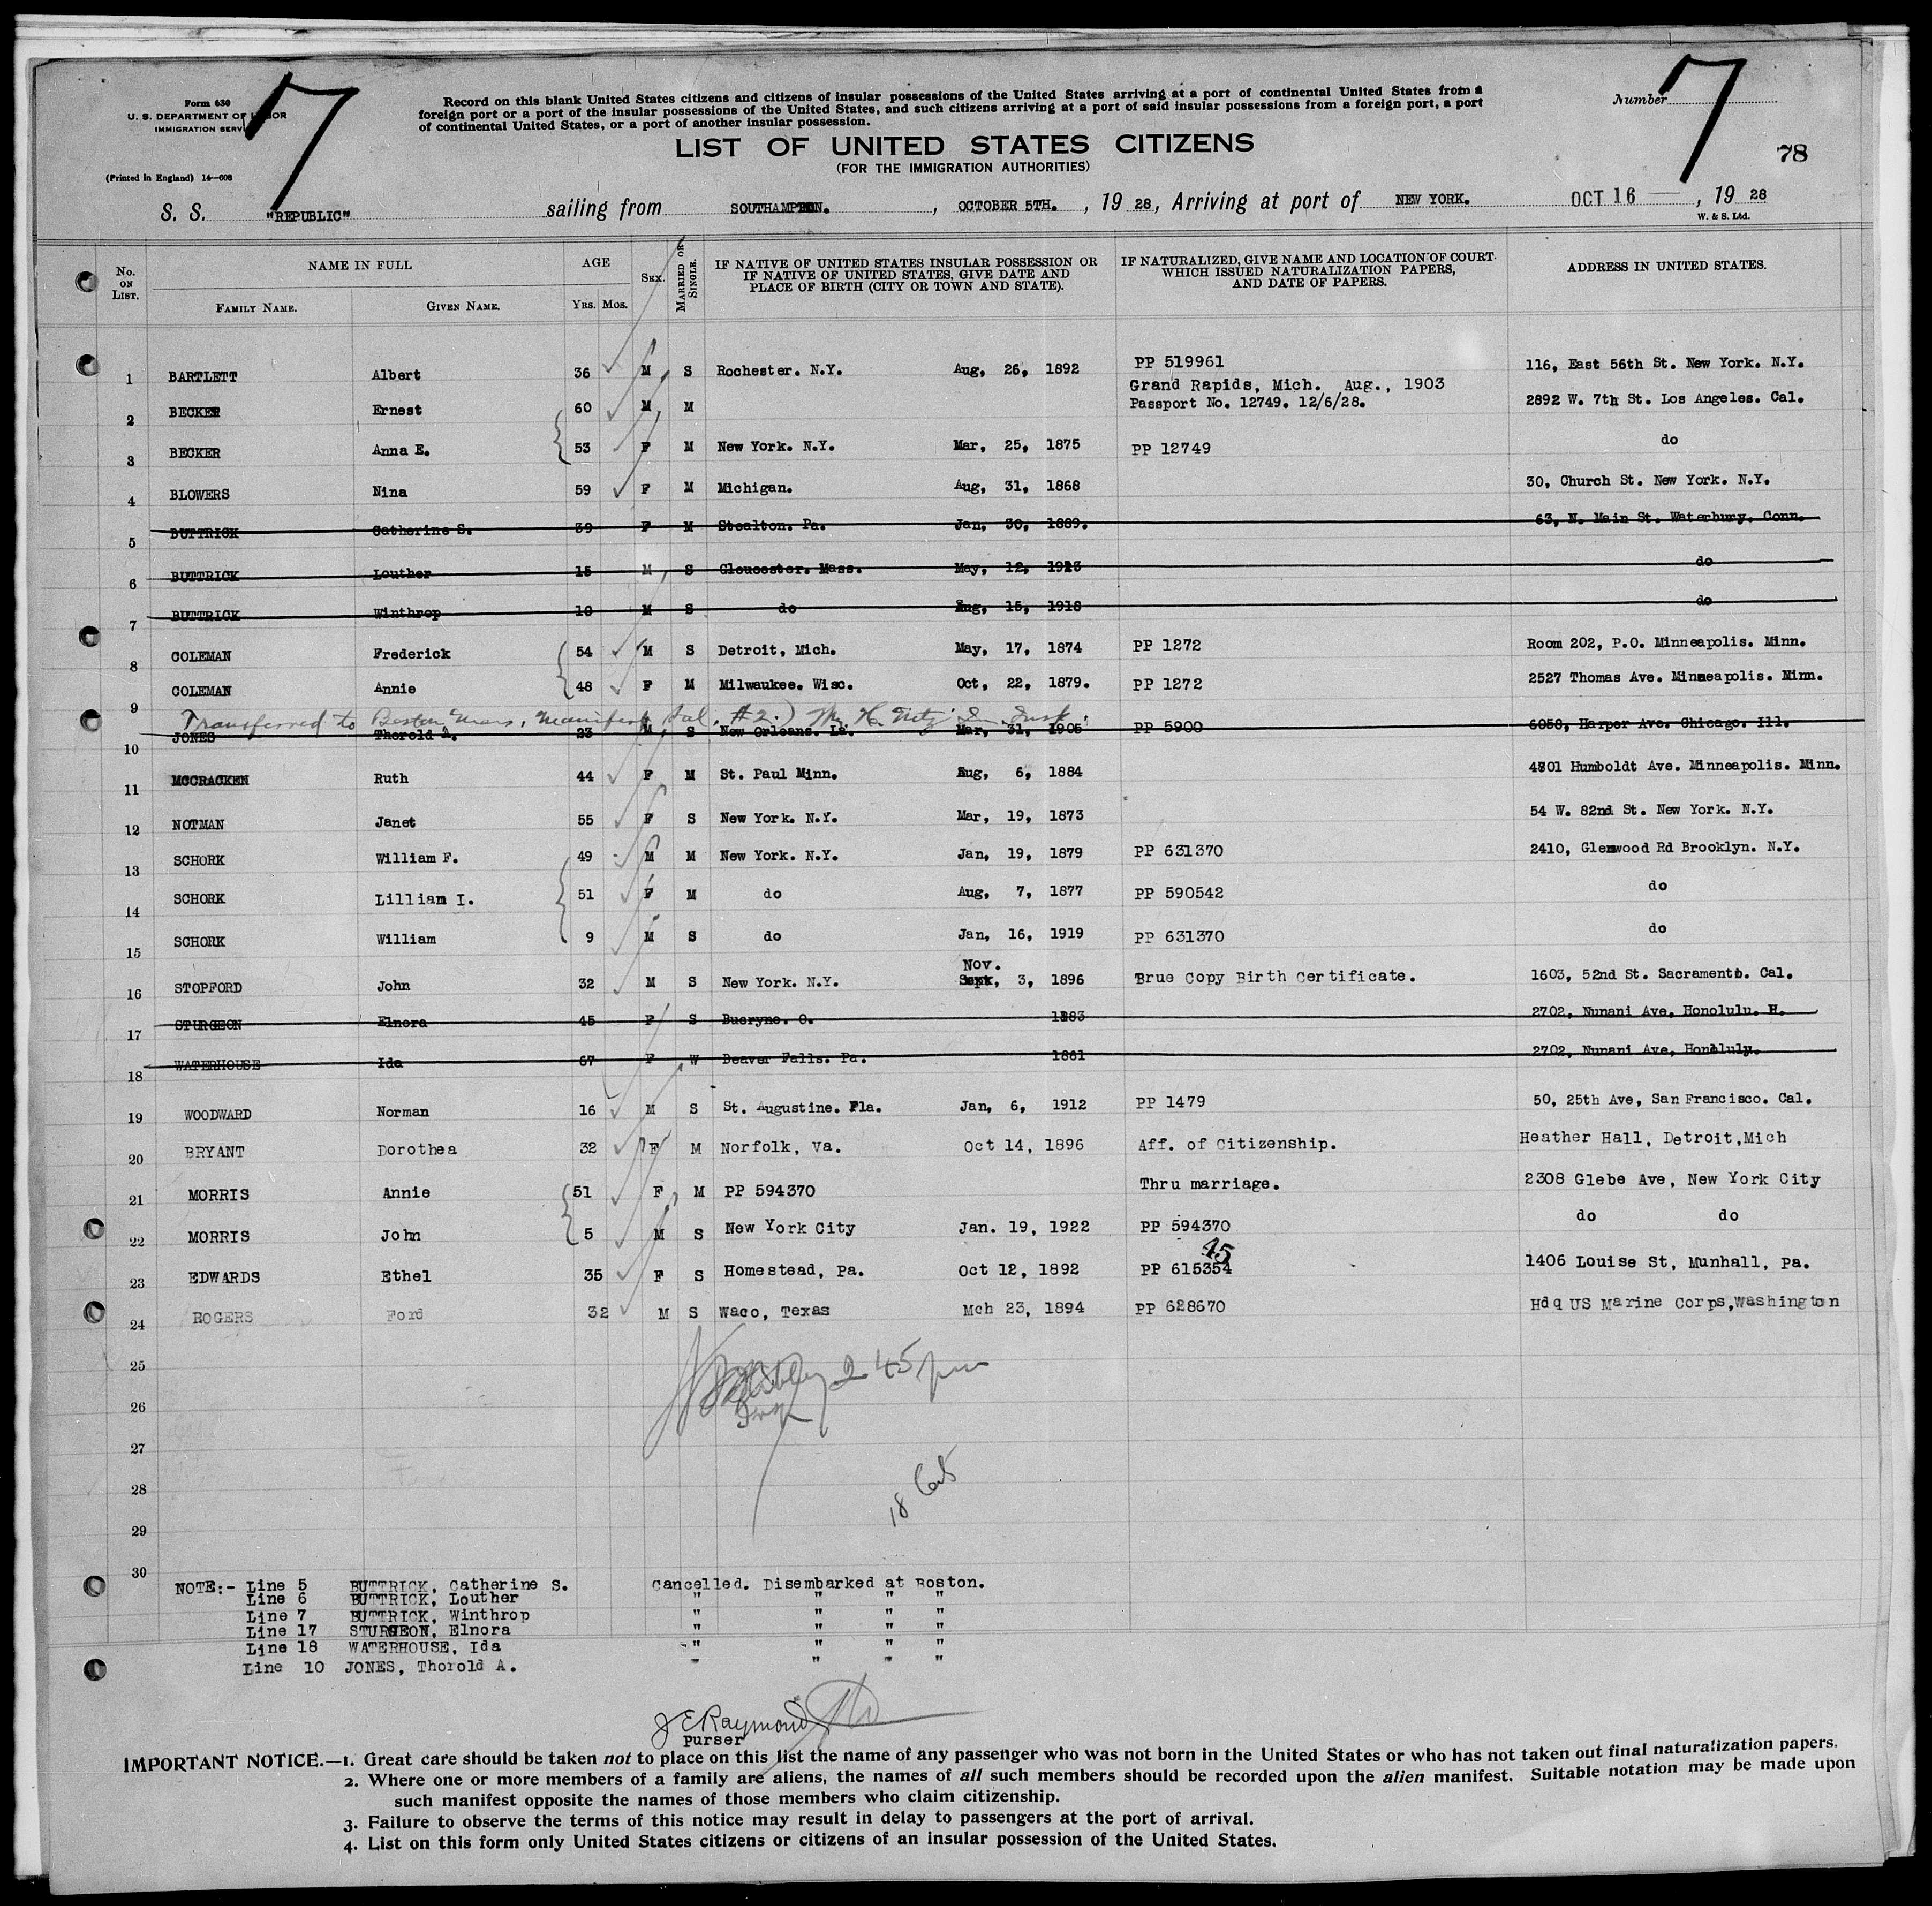 7
7
Form 630
U. S. DEPARTMENT OF LABOR
IMMIGRATION SERV
(Printed in England) 14—608
Record on this blank United States citizens and citizens of insular possessions of the United States arriving at a port of continental United States from a
foreign port or a port of the insular possessions of the United States, and such citizens arriving at a port of said insular possessions from a foreign port, a port
of continental United States, or a port of another insular possession.
Number
LIST OF UNITED STATES CITIZENS
(FOR THE IMMIGRATION AUTHORITIES)
78
S. S. "REPUBLIC" sailing from SOUTHAMPTON. , OCTOBER 5TH. , 19 28, Arriving at port of NEW YORK. OCT 16 , 19 28
W. & S. Ltd.
No. ON LIST. NAME IN FULL FAMILY NAME. GIVEN NAME. AGE YRS. MOS. SEX. MARRIED OR SINGLE. IF NATIVE OF UNITED STATES INSULAR POSSESSION OR IF NATIVE OF UNITED STATES, GIVE DATE AND PLACE OF BIRTH (CITY OR TOWN AND STATE). IF NATURALIZED, GIVE NAME AND LOCATION OF COURT WHICH ISSUED NATURALIZATION PAPERS, AND DATE OF PAPERS. ADDRESS IN UNITED STATES.
1 BARTLETT Albert 36 M S Rochester. N.Y. Aug, 26, 1892 PP 519961 116, East 56th St. New York. N.Y.
Grand Rapids, Mich. Aug., 1903
2 BECKER Ernest 60 M M Passport No. 12749. 12/6/28. 2892 W. 7th St. Los Angeles. Cal.
3 BECKER Anna E. 53 F M New York. N.Y. Mar, 25, 1875 PP 12749 do
4 BLOWERS Nina 59 F M Michigan. Aug, 31, 1868 30, Church St. New York. N.Y.
5 BUTTRICK Catherine S. 39 F M Stealton. Pa. Jan, 30, 1889. 63, N. Main St. Waterbury. Conn.
6 BUTTRICK Louther 15 M S Gloucester. Mass. May, 12, 1913 do
7 BUTTRICK Winthrop 10 M S do Aug, 15, 1918 do
8 COLEMAN Frederick 54 M S Detroit, Mich. May, 17, 1874 PP 1272 Room 202, P.O. Minneapolis. Minn.
9 COLEMAN Annie 48 F M Milwaukee. Wisc. Oct, 22, 1879. PP 1272 2527 Thomas Ave. Minneapolis. Minn.
Transferred to Boston Mass, Manifest #2.
10 JONES Thorold A. 23 M S New Orleans. La. Mar, 31, 1905 PP 5900 6058, Harper Ave. Chicago. Ill.
11 MCCRACKEN Ruth 44 F M St. Paul Minn. Aug, 6, 1884 4801 Humboldt Ave. Minneapolis. Minn.
12 NOTMAN Janet 55 F S New York. N.Y. Mar, 19, 1873 54 W. 82nd St. New York. N.Y.
13 SCHORK William F. 49 M M New York. N.Y. Jan, 19, 1879 PP 631370 2410, Glenwood Rd Brooklyn. N.Y.
14 SCHORK Lillian I. 51 F M do Aug, 7, 1877 PP 590542 do
15 SCHORK William 9 M S do Jan, 16, 1919 PP 631370 do
Nov.
16 STOPFORD John 32 M S New York. N.Y. Sept, 3, 1896 True Copy Birth Certificate. 1603, 52nd St. Sacramento. Cal.
17 STURGEON Elnora 45 F S Bucryne. O. 1883 2702, Nunani Ave, Honolulu. H.
18 WATERHOUSE Ida 67 F W Beaver Falls. Pa. 1861 2702, Nunani Ave, Honoluly.
19 WOODWARD Norman 16 M S St. Augustine. Fla. Jan, 6, 1912 PP 1479 50, 25th Ave, San Francisco. Cal.
20 BRYANT Dorothea 32 F M Norfolk, Va. Oct 14, 1896 Aff. of Citizenship. Heather Hall, Detroit,Mich
21 MORRIS Annie 51 F M PP 594370 Thru marriage. 2308 Glebe Ave, New York City
22 MORRIS John 5 M S New York City Jan. 19, 1922 PP 594370 do do
45
23 EDWARDS Ethel 35 F S Homestead, Pa. Oct 12, 1892 PP 615354 1406 Louise St, Munhall, Pa.
24 ROGERS Ford 32 M S Waco, Texas Mch 23, 1894 PP 628670 Hdq US Marine Corps,Washington
25
2 45 pm
26
27
28
18
29
30
NOTE:- Line 5 BUTTRICK, Catherine S. Cancelled. Disembarked at Boston.
Line 6 BUTTRICK, Louther " " " "
Line 7 BUTTRICK, Winthrop " " " "
Line 17 STURGEON, Elnora " " " "
Line 18 WATERHOUSE, Ida " " " "
Line 10 JONES, Thorold A. " " " "
J E Raymond
Purser
IMPORTANT NOTICE.—1. Great care should be taken not to place on this list the name of any passenger who was not born in the United States or who has not taken out final naturalization papers.
2. Where one or more members of a family are aliens, the names of all such members should be recorded upon the alien manifest. Suitable notation may be made upon
such manifest opposite the names of those members who claim citizenship.
3. Failure to observe the terms of this notice may result in delay to passengers at the port of arrival.
4. List on this form only United States citizens or citizens of an insular possession of the United States.